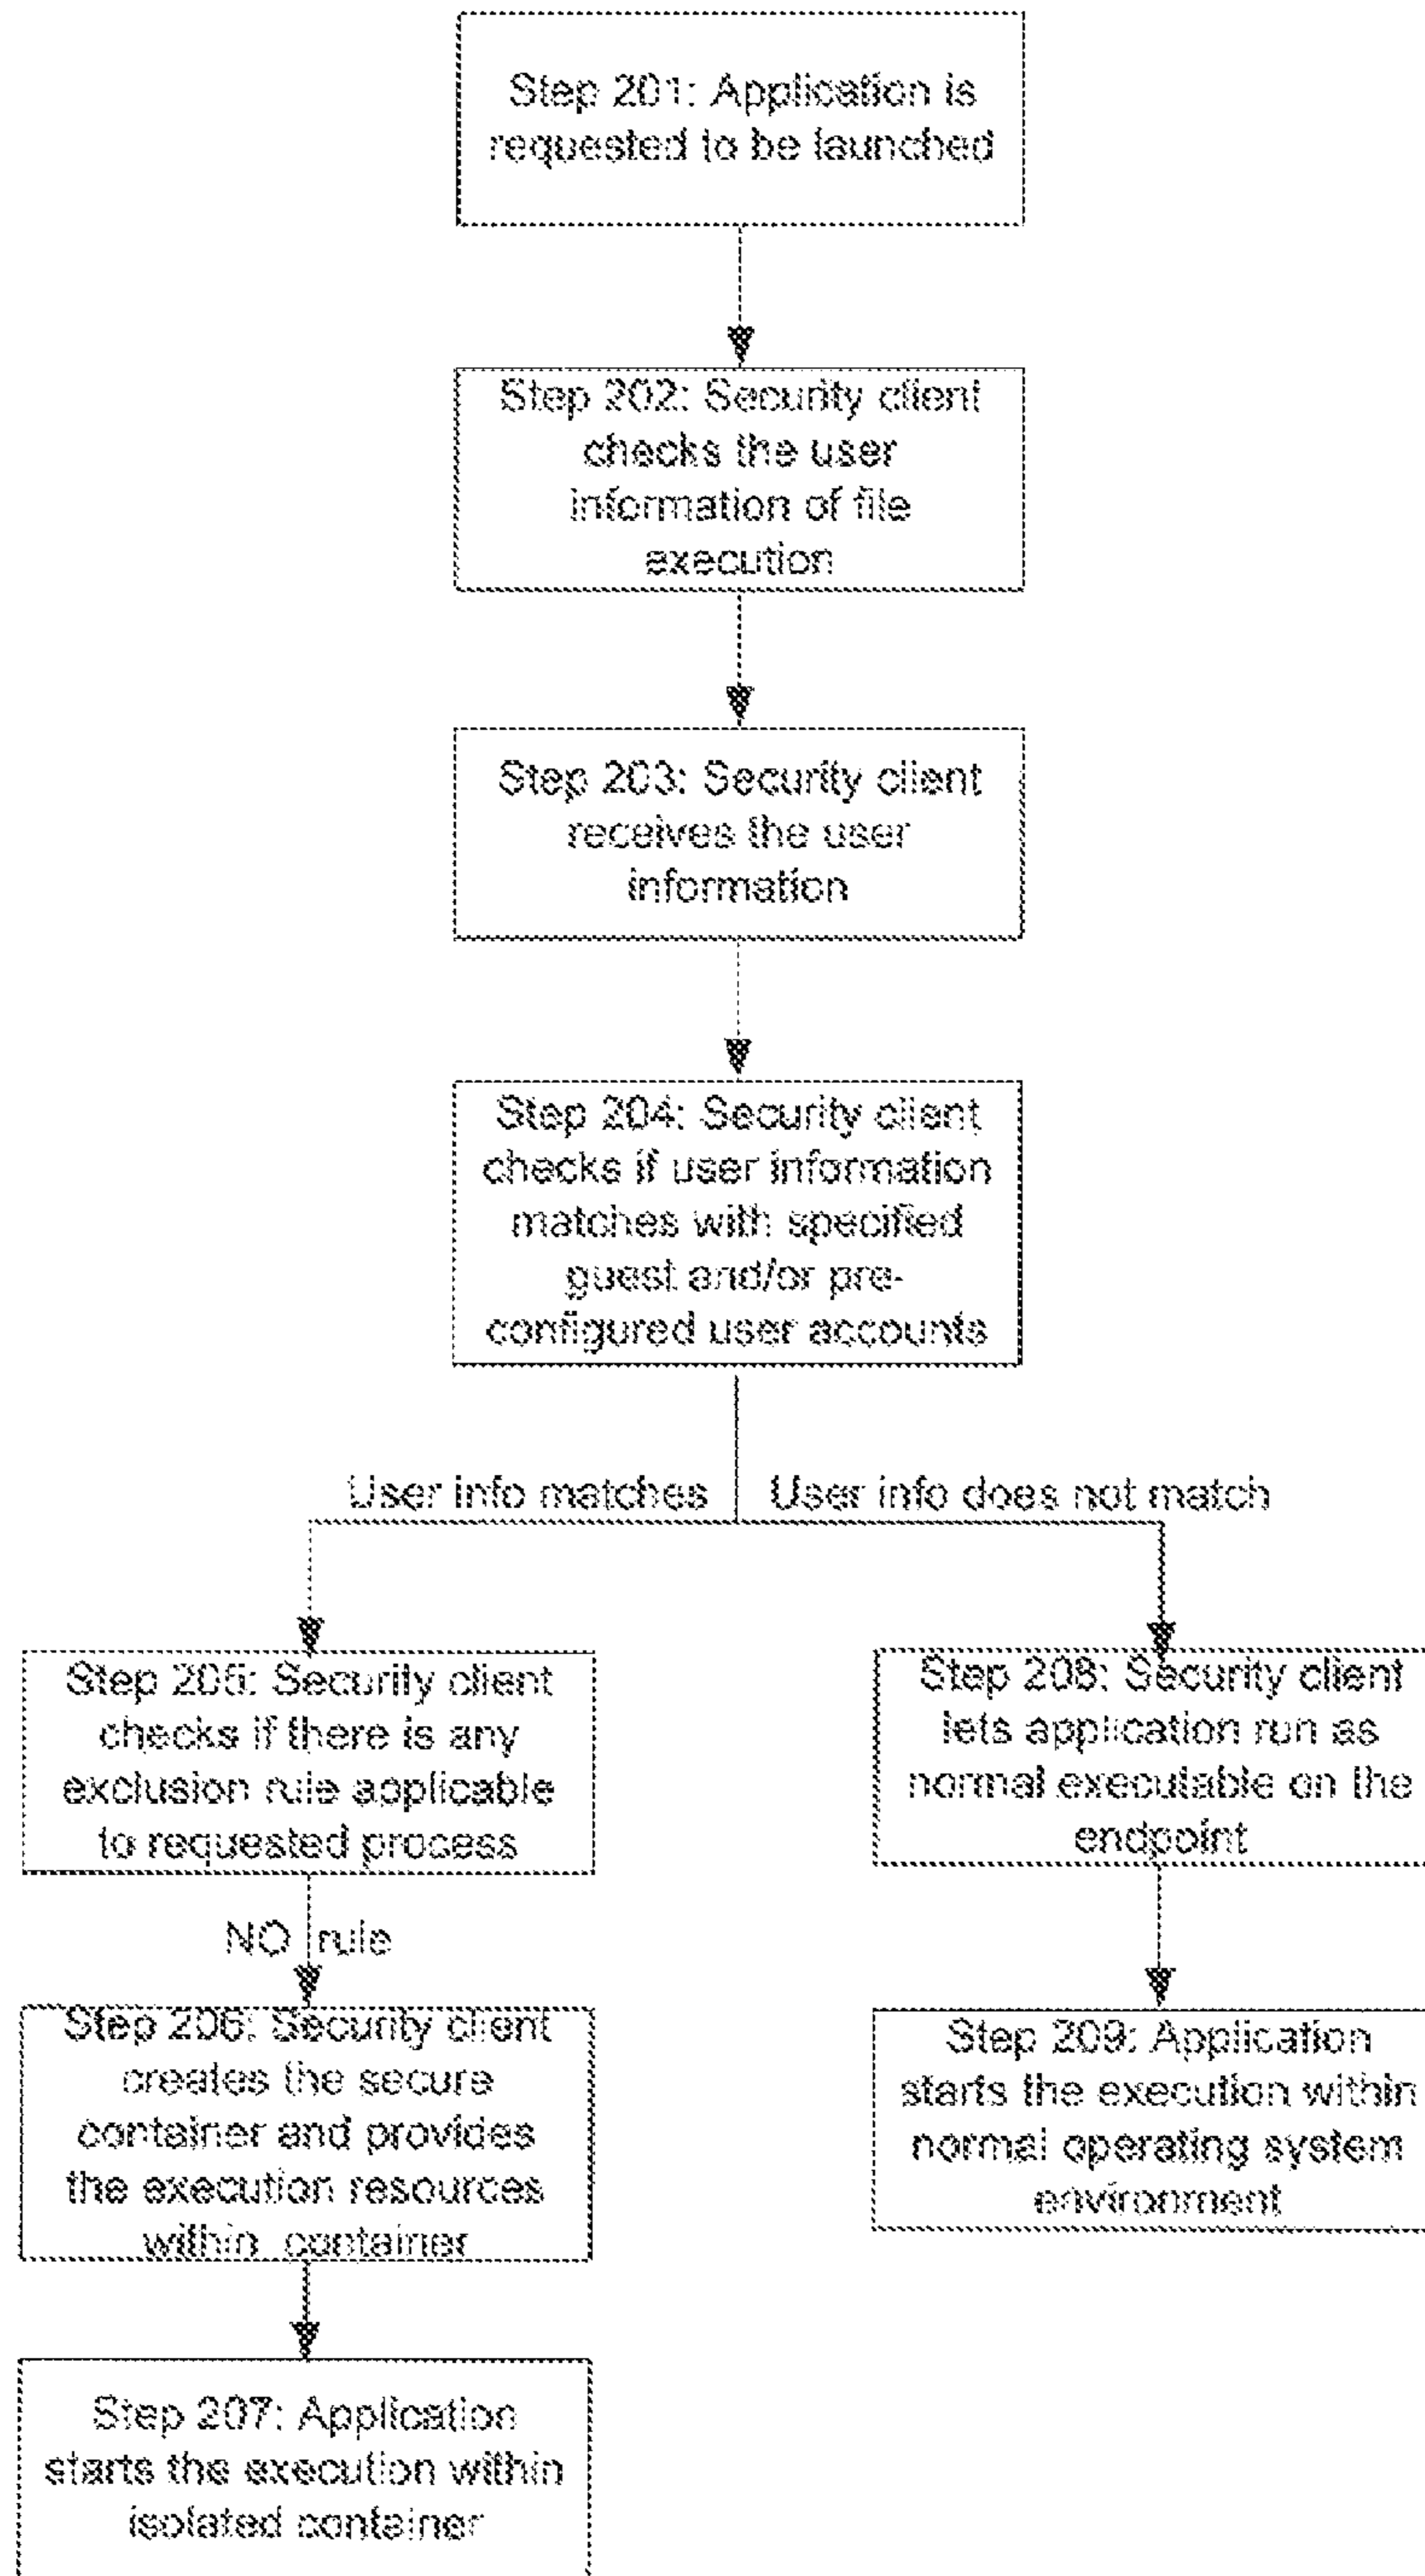 Step 201: Application is
requested to be launched
Step 202: Security client
checks the user
information of file
execution
Step 203: Security client
receives the user
information
Step 204: Security client
checks if user information
matches with specified
guest and/or pre-
configured user accounts
User info matches
User info does not match
Step 205: Security client
checks if there is any
exclusion rule applicable
to requested process
NO rule
Step 206: Security client
creates the secure
container and provides
the execution resources
within container
Step 207: Application
starts the execution within
isolated container
Step 208: Security client
lets application run as
normal executable on the
endpoint
Step 209: Application
starts the execution within
normal operating system
environment